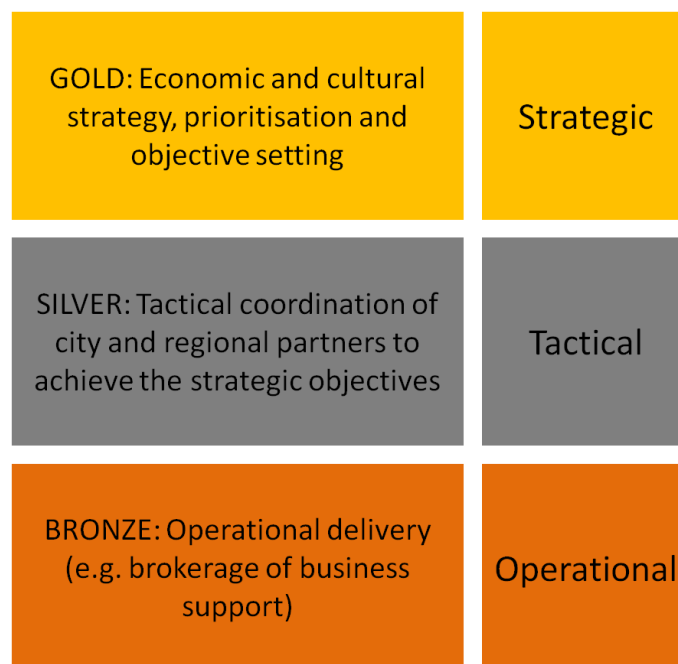 GOLD: Economic and cultural
strategy, prioritisation and
objective setting
Strategic
SILVER: Tactical coordination of
city and regional partners to
achieve the strategic objectives
Tactical
BRONZE: Operational delivery
(e.g. brokerage of business
support)
Operational